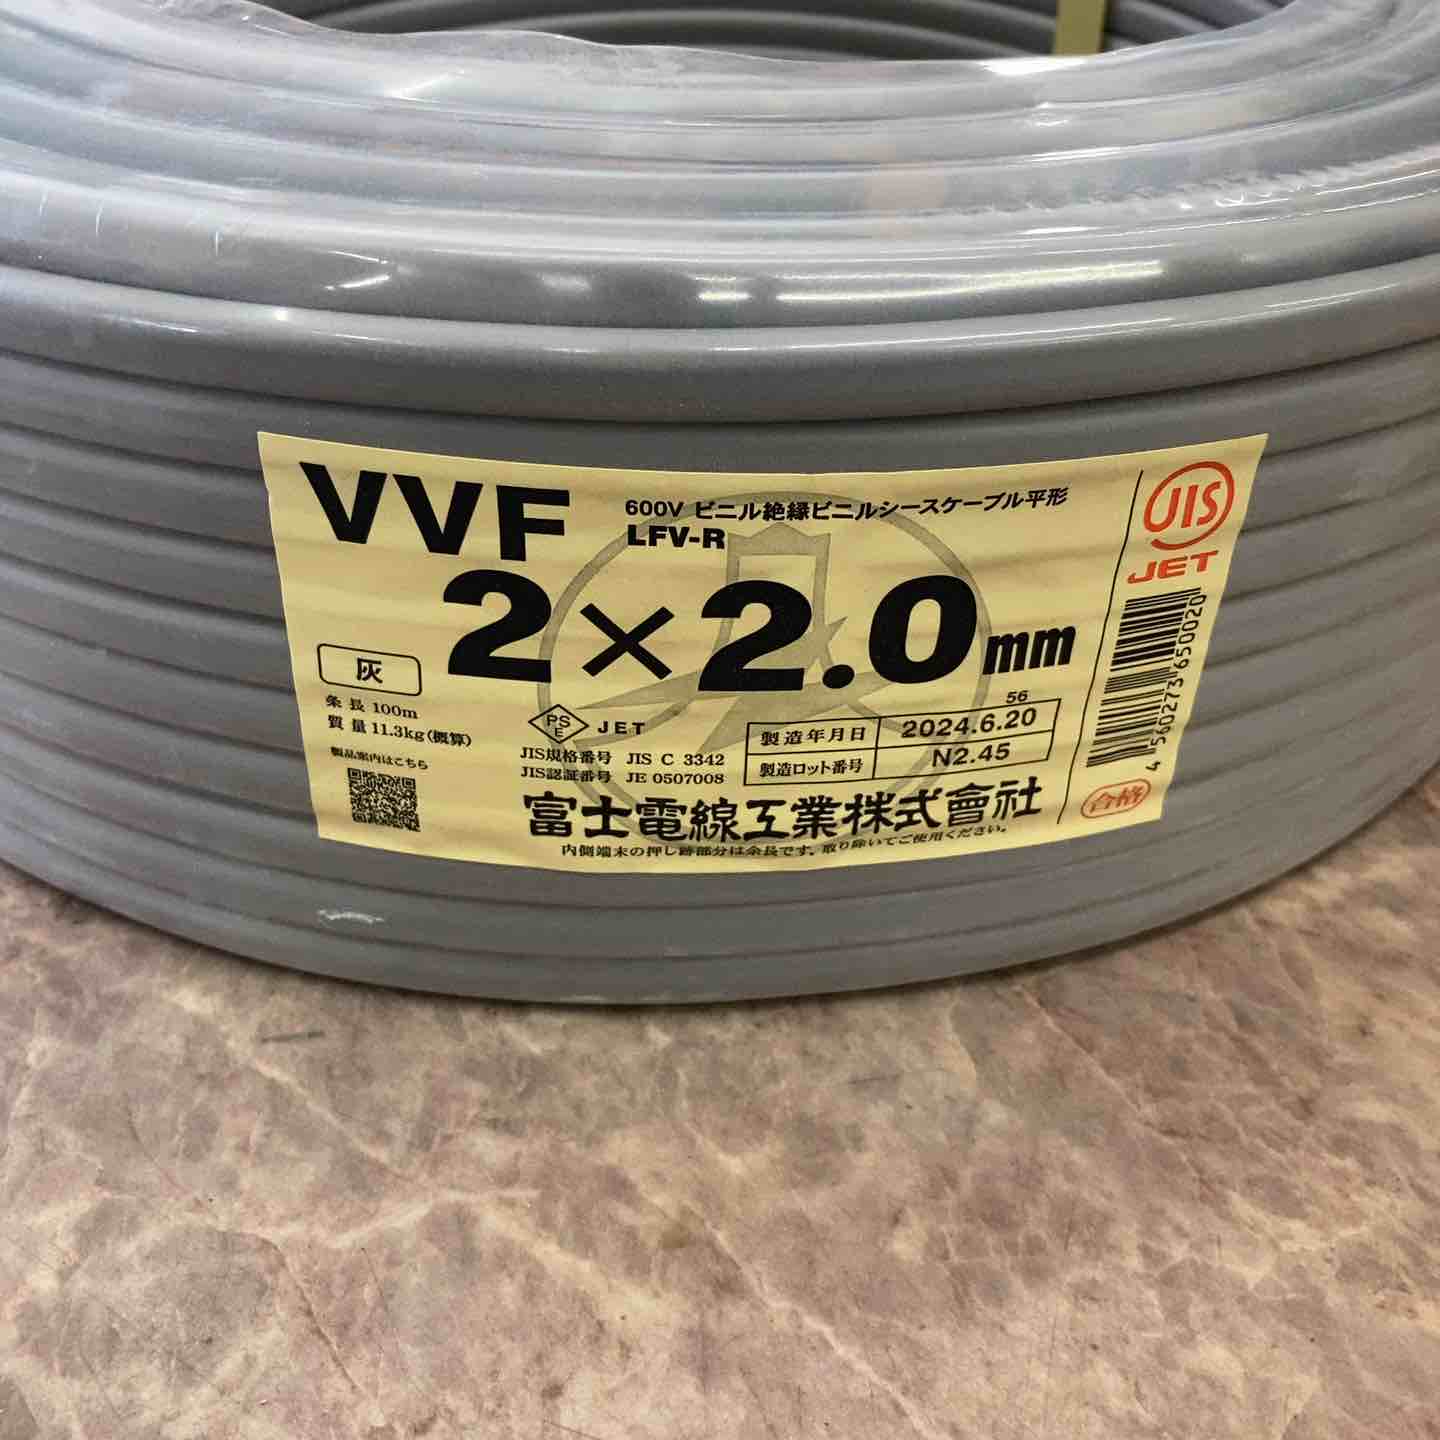 VVF
600V ビニル絶縁ビニルシースケーブル平形
LFV-R
2×2.0mm
灰
条長 100m
質量 11.3kg(概算)
製品案内はこちら
PS
E
JET
JIS規格番号 JIS C 3342
JIS認証番号 JE 0507008
56
製造年月日 2024.6.20
製造ロット番号 N2.45
富士電線工業株式會社
内側端末の押し跡部分は余長です。取り除いてご使用ください。
JIS
JET
4 560273 650020
合格